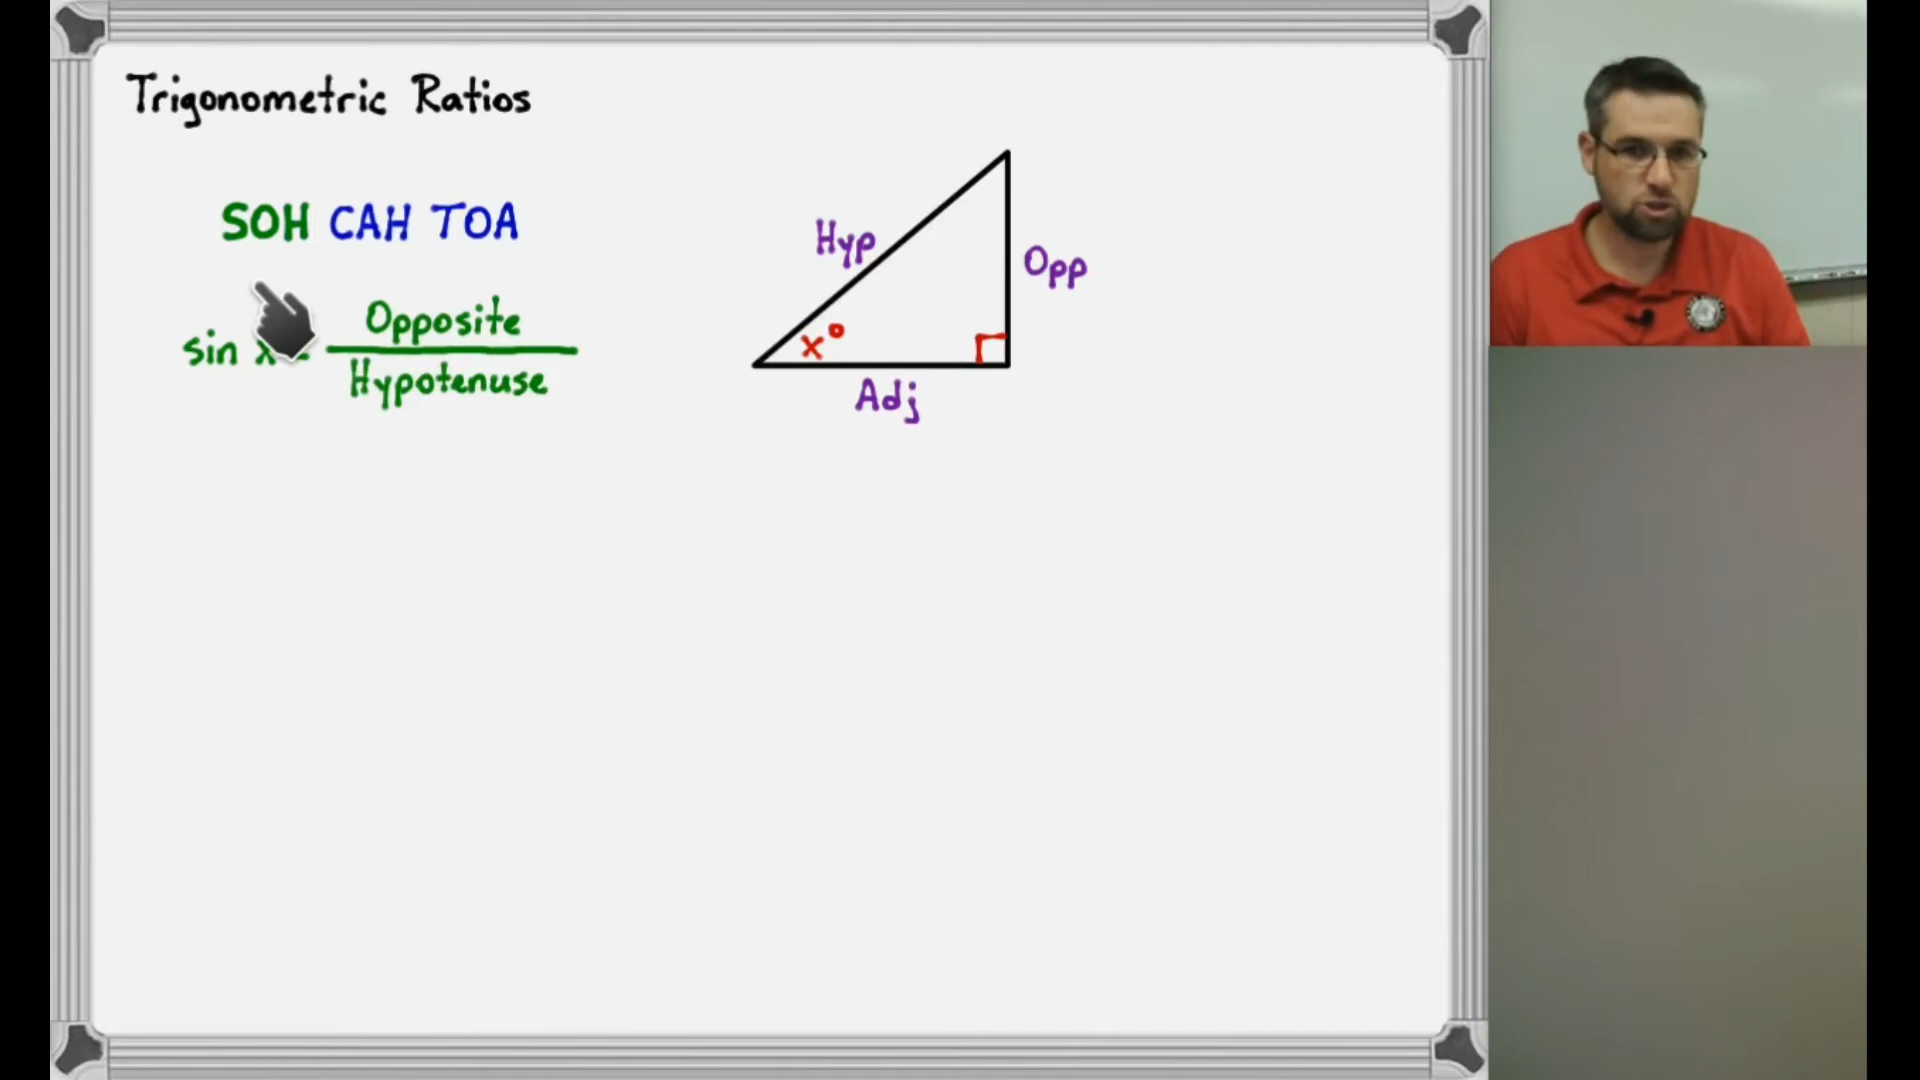 Trigonometric Ratios
SOH CAH TOA
sin x = Opposite
Hypotenuse
Hyp
Opp
x°
Adj